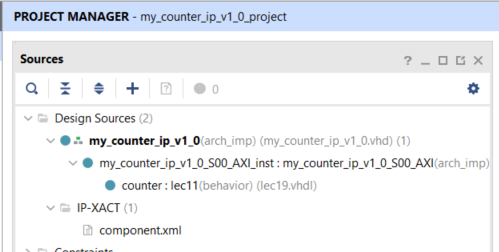 PROJECT MANAGER - my_counter_ip_v1_0_project
Sources
? _
0
Design Sources (2)
my_counter_ip_v1_0(arch_imp) (my_counter_ip_v1_0.vhd) (1)
my_counter_ip_v1_0_S00_AXI_inst : my_counter_ip_v1_0_S00_AXI(arch_imp)
counter : lec11(behavior) (lec19.vhdl)
IP-XACT (1)
component.xml
Constraints